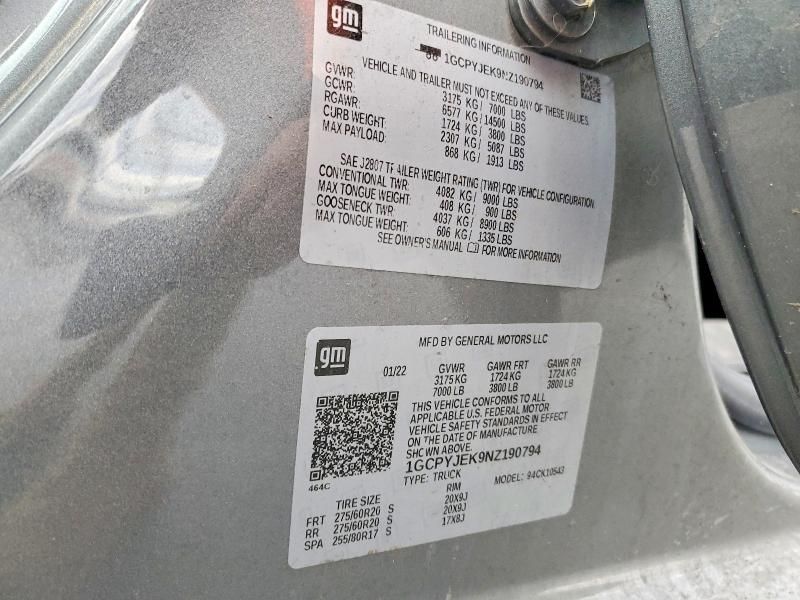 gm
TRAILERING INFORMATION
1GCPYJEK9NZ190794
VEHICLE AND TRAILER MUST NOT EXCEED ANY OF THESE VALUES.
GVWR: 3175 KG / 7000 LBS
GCWR: 6577 KG / 14500 LBS
RGAWR: 1724 KG / 3800 LBS
CURB WEIGHT: 2307 KG / 5087 LBS
MAX PAYLOAD: 868 KG / 1913 LBS
SAE J2807 TRAILER WEIGHT RATING (TWR) FOR VEHICLE CONFIGURATION.
CONVENTIONAL TWR: 4082 KG / 9000 LBS
MAX TONGUE WEIGHT: 408 KG / 900 LBS
GOOSENECK TWR: 4037 KG / 8900 LBS
MAX TONGUE WEIGHT: 606 KG / 1335 LBS
SEE OWNER'S MANUAL FOR MORE INFORMATION
gm
MFD BY GENERAL MOTORS LLC
01/22 GVWR GAWR FRT GAWR RR
3175 KG 1724 KG 1724 KG
7000 LB 3800 LB 3800 LB
THIS VEHICLE CONFORMS TO ALL
APPLICABLE U.S. FEDERAL MOTOR
VEHICLE SAFETY STANDARDS IN EFFECT
ON THE DATE OF MANUFACTURE
SHOWN ABOVE.
1GCPYJEK9NZ190794
464C
TYPE: TRUCK MODEL: 94CK10543
TIRE SIZE RIM
FRT 275/60R20 S 20X9J
RR 275/60R20 S 20X9J
SPA 255/80R17 S 17X8J